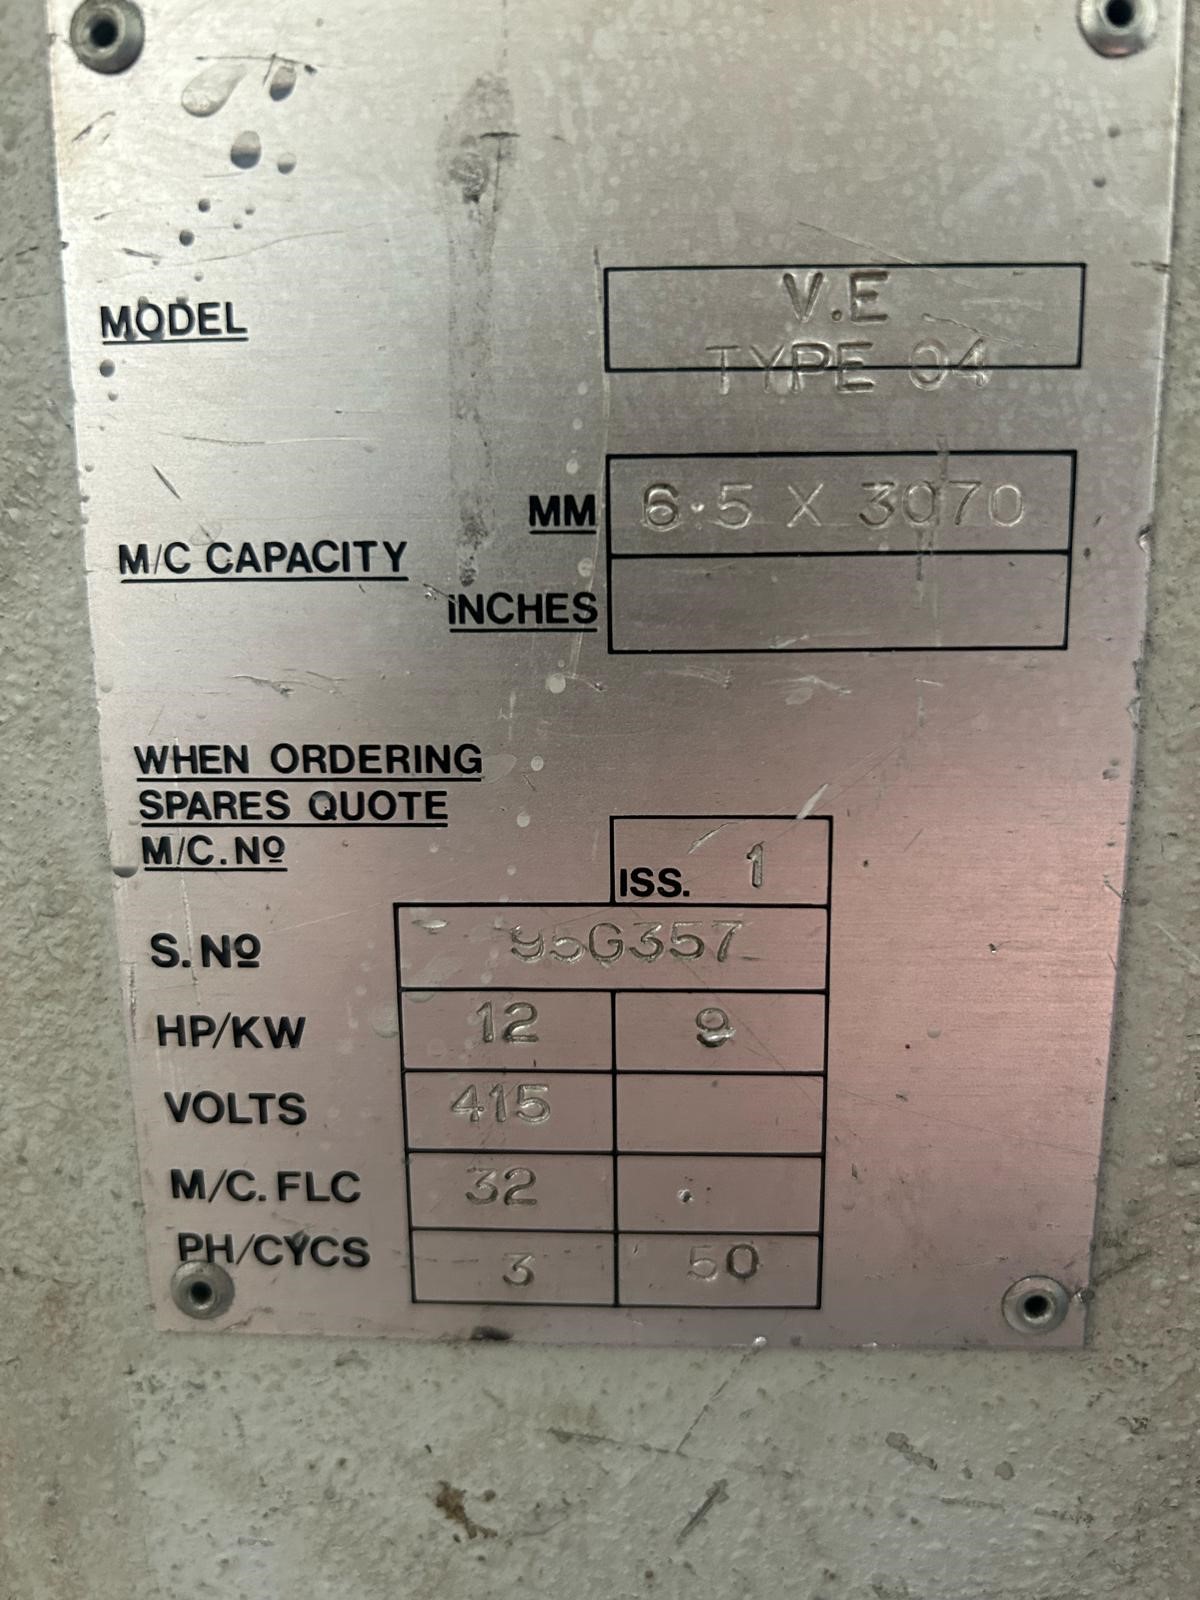 MODEL V.E
TYPE 04
MM 6.5 X 3070
M/C CAPACITY
INCHES
WHEN ORDERING
SPARES QUOTE
M/C.Nº
ISS. 1
S.Nº 95G357
HP/KW 12 9
VOLTS 415
M/C.FLC 32
PH/CYCS 3 50